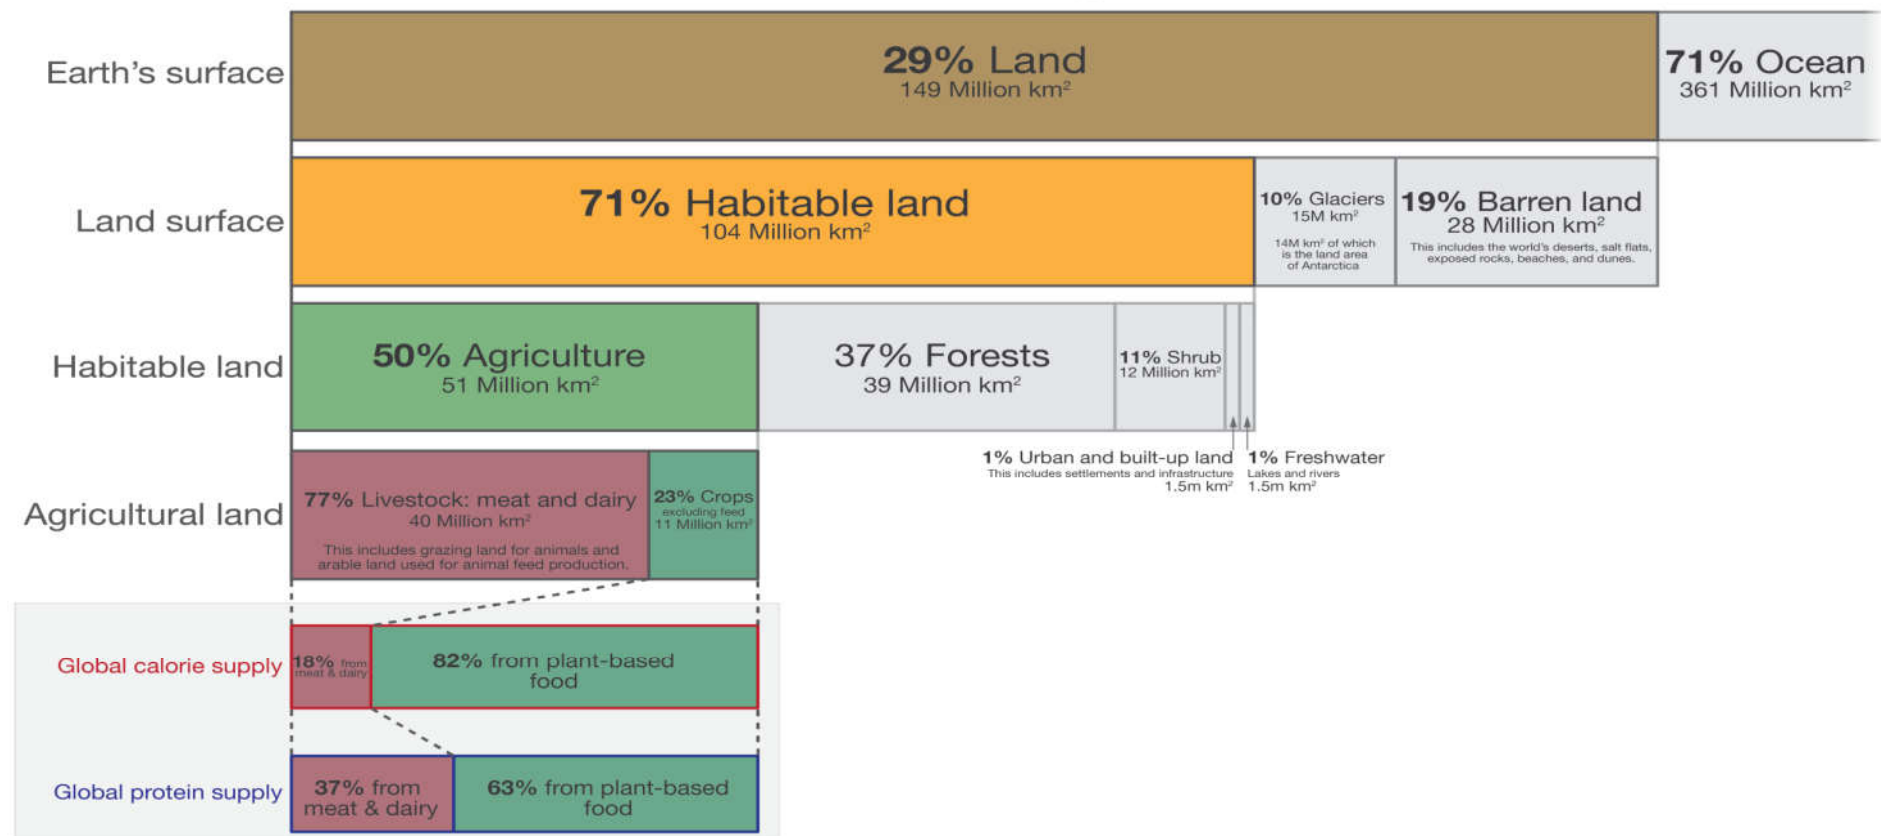 Earth's surface
29% Land
149 Million km²
71% Ocean
361 Million km²
Land surface
71% Habitable land
104 Million km²
10% Glaciers
15M km²
14M km² of which
is the land area
of Antarctica
19% Barren land
28 Million km²
This includes the world's deserts, salt flats,
exposed rocks, beaches, and dunes.
Habitable land
50% Agriculture
51 Million km²
37% Forests
39 Million km²
11% Shrub
12 Million km²
1% Urban and built-up land
This includes settlements and infrastructure
1.5m km²
1% Freshwater
Lakes and rivers
1.5m km²
Agricultural land
77% Livestock: meat and dairy
40 Million km²
This includes grazing land for animals and
arable land used for animal feed production.
23% Crops
excluding feed
11 Million km²
Global calorie supply
18% from
meat & dairy
82% from plant-based
food
Global protein supply
37% from
meat & dairy
63% from plant-based
food